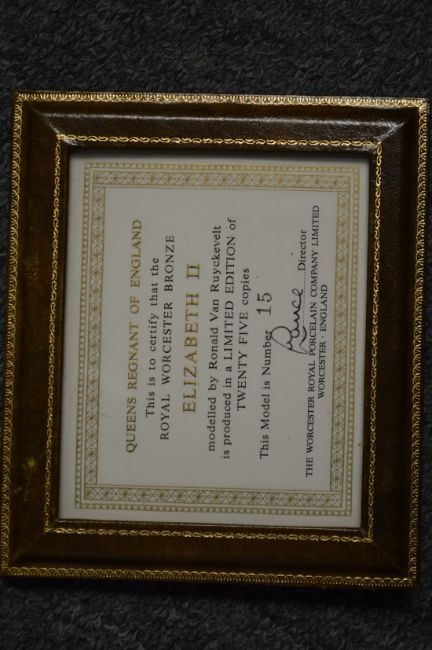 QUEENS REGNANT OF ENGLAND
This is to certify that the
ROYAL WORCESTER BRONZE
ELIZABETH II
modelled by Ronald Van Ruyckevelt
is produced in a LIMITED EDITION of
TWENTY FIVE copies
This Model is Number 15
Director
THE WORCESTER ROYAL PORCELAIN COMPANY LIMITED
WORCESTER - ENGLAND